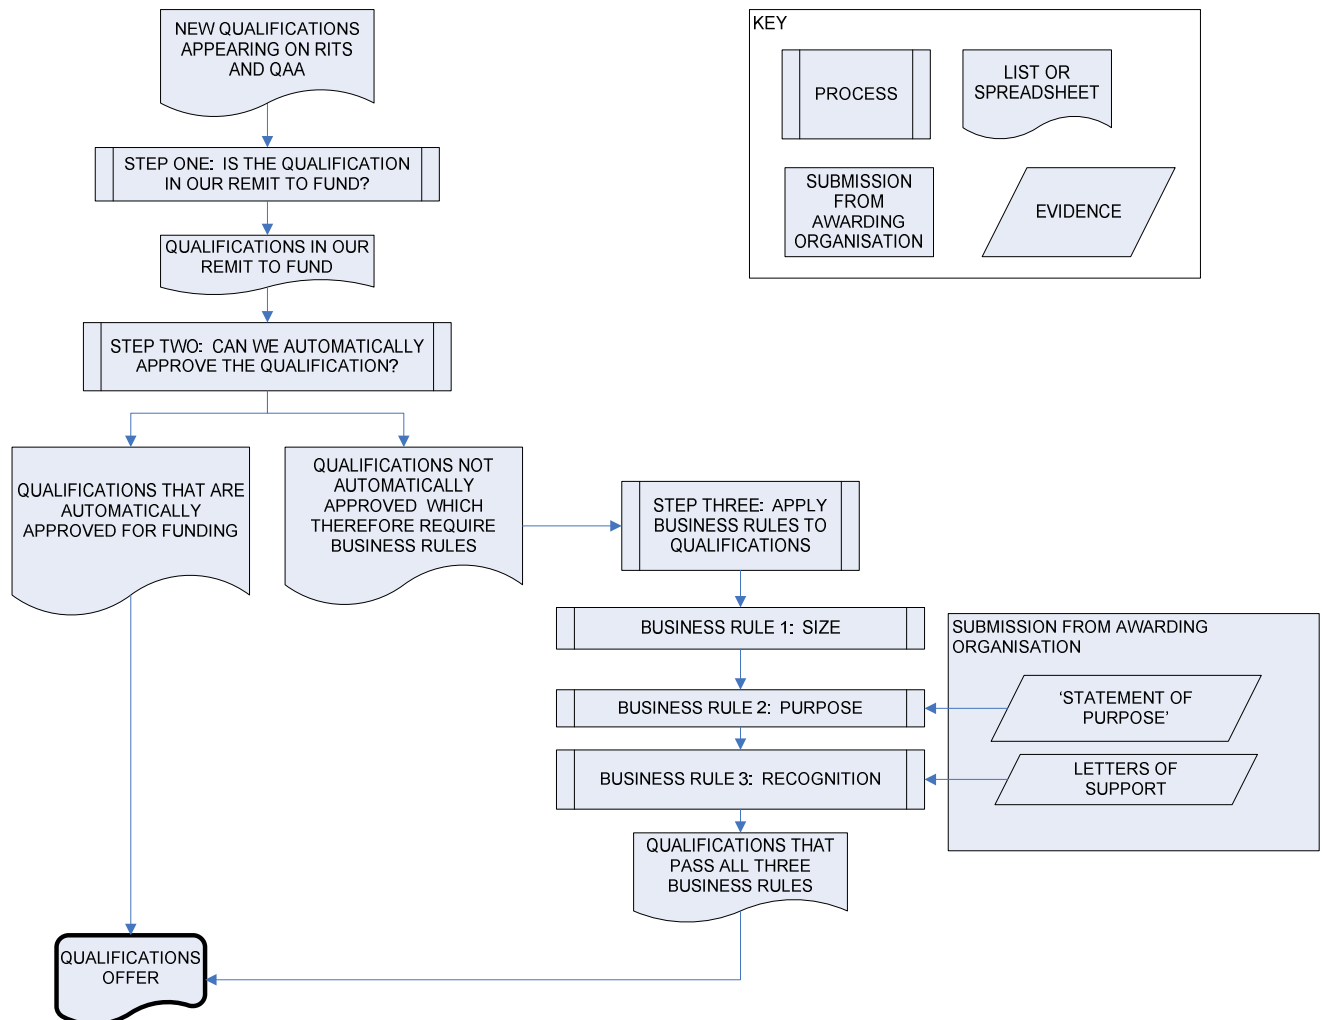 NEW QUALIFICATIONS
APPEARING ON RITS
AND QAA
STEP ONE: IS THE QUALIFICATION
IN OUR REMIT TO FUND?
QUALIFICATIONS IN OUR
REMIT TO FUND
STEP TWO: CAN WE AUTOMATICALLY
APPROVE THE QUALIFICATION?
QUALIFICATIONS THAT ARE
AUTOMATICALLY
APPROVED FOR FUNDING
QUALIFICATIONS NOT
AUTOMATICALLY
APPROVED WHICH
THEREFORE REQUIRE
BUSINESS RULES
STEP THREE: APPLY
BUSINESS RULES TO
QUALIFICATIONS
BUSINESS RULE 1: SIZE
BUSINESS RULE 2: PURPOSE
BUSINESS RULE 3: RECOGNITION
SUBMISSION FROM AWARDING
ORGANISATION
‘STATEMENT OF
PURPOSE’
LETTERS OF
SUPPORT
QUALIFICATIONS THAT
PASS ALL THREE
BUSINESS RULES
QUALIFICATIONS
OFFER
KEY
PROCESS
LIST OR
SPREADSHEET
SUBMISSION
FROM
AWARDING
ORGANISATION
EVIDENCE